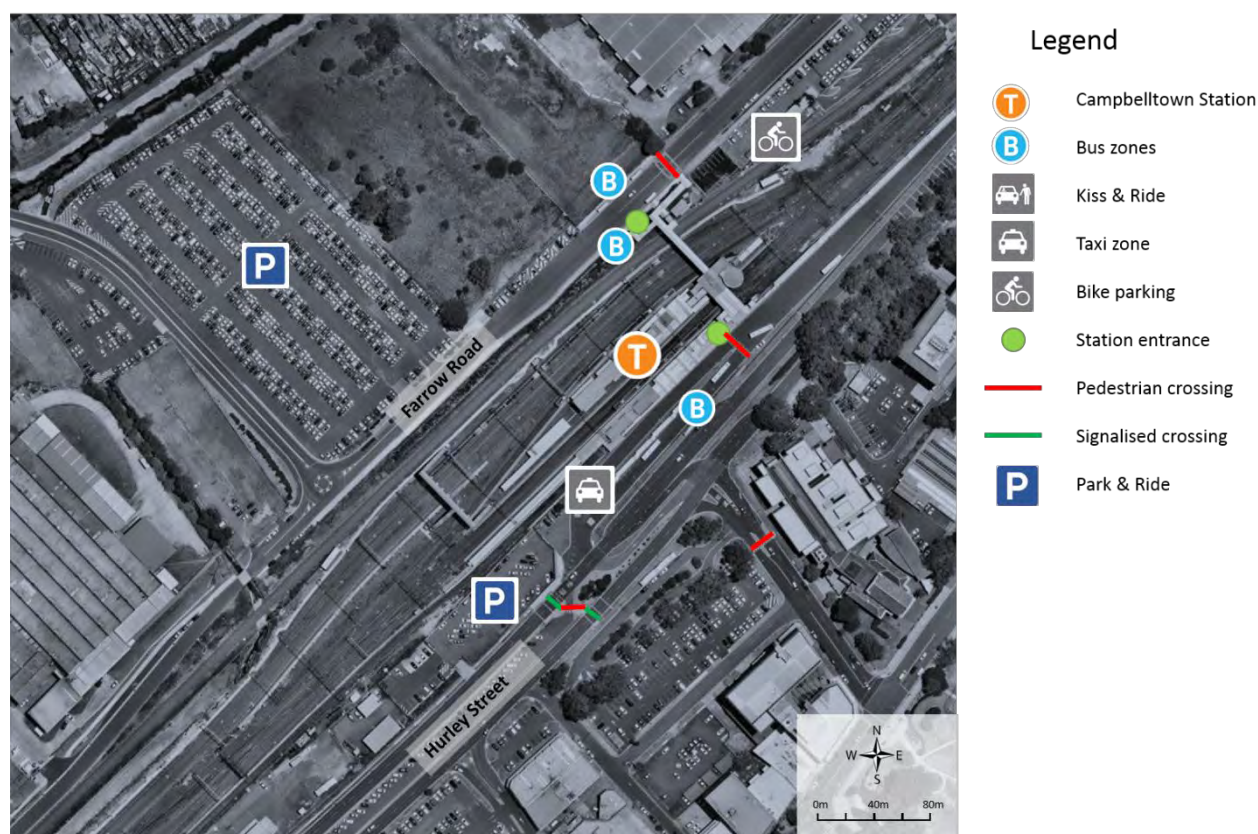 Legend
T Campbelltown Station
B Bus zones
Kiss & Ride
Taxi zone
Bike parking
Station entrance
Pedestrian crossing
Signalised crossing
P Park & Ride
B
P
B
Farrow Road
T
B
P
Hurley Street
N
W E
S
0m 40m 80m